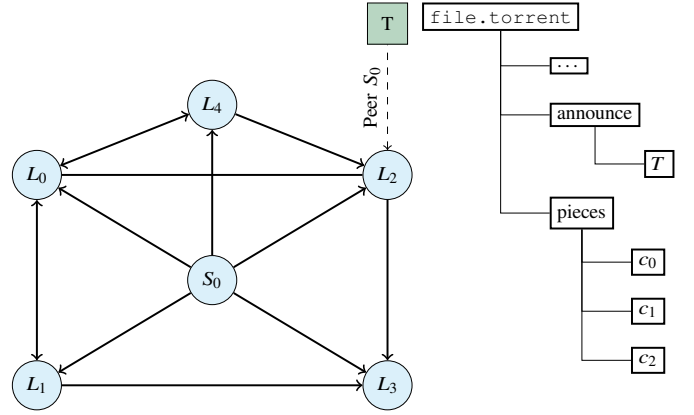 T
Peer S₀
L₄
L₀
L₂
S₀
L₁
L₃
file.torrent
...
announce
T
pieces
c₀
c₁
c₂